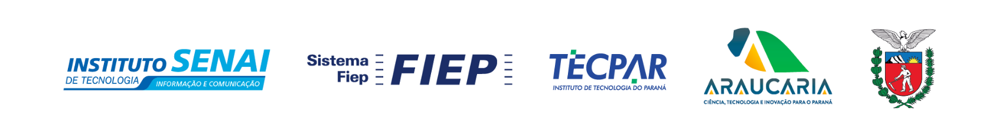 INSTITUTO SENAI
DE TECNOLOGIA
INFORMAÇÃO E COMUNICAÇÃO
Sistema
Fiep
FIEP
TECPAR
INSTITUTO DE TECNOLOGIA DO PARANÁ
ARAUCÁRIA
CIÊNCIA, TECNOLOGIA E INOVAÇÃO PARA O PARANÁ